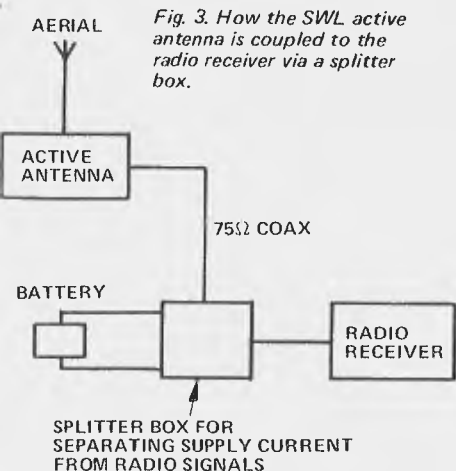 AERIAL
Fig. 3. How the SWL active
antenna is coupled to the
radio receiver via a splitter
box.
ACTIVE
ANTENNA
75Ω COAX
BATTERY
RADIO
RECEIVER
SPLITTER BOX FOR
SEPARATING SUPPLY CURRENT
FROM RADIO SIGNALS